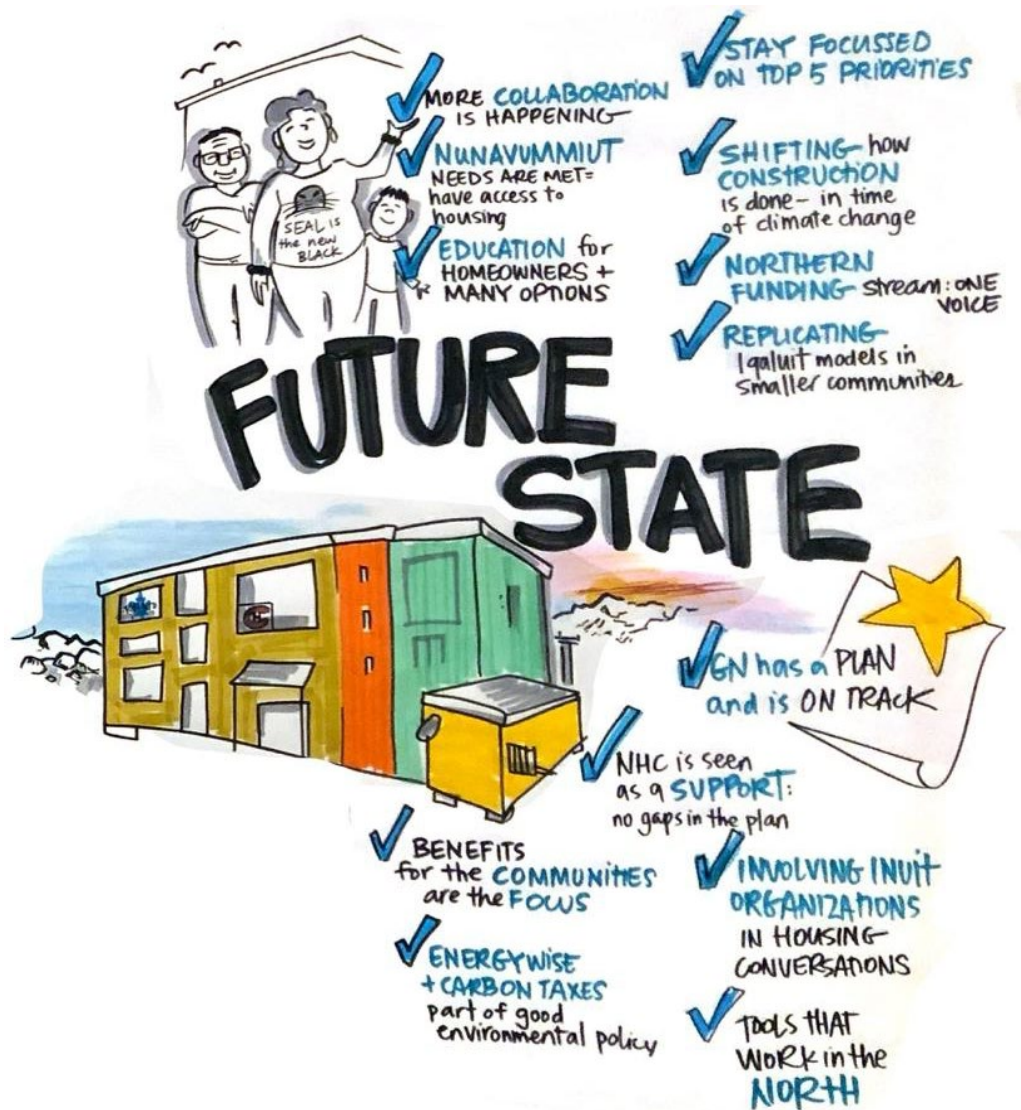 MORE COLLABORATION
IS HAPPENING
NUNAVUMMIUT
NEEDS ARE MET=
have access to
housing
EDUCATION for
HOMEOWNERS +
MANY OPTIONS
SEAL IS
the new
BLACK
STAY FOCUSSED
ON TOP 5 PRIORITIES
SHIFTING how
CONSTRUCTION
is done - in time
of climate change
NORTHERN
FUNDING stream: ONE
VOICE
REPLICATING
Iqaluit models in
smaller communities
FUTURE
STATE
GN has a PLAN
and is ON TRACK
NHC is seen
as a SUPPORT:
no gaps in the plan
BENEFITS
for the COMMUNITIES
are the FOCUS
ENERGYWISE
+ CARBON TAXES
part of good
environmental policy
INVOLVING INUIT
ORGANIZATIONS
IN HOUSING
CONVERSATIONS
TOOLS THAT
WORK in the
NORTH